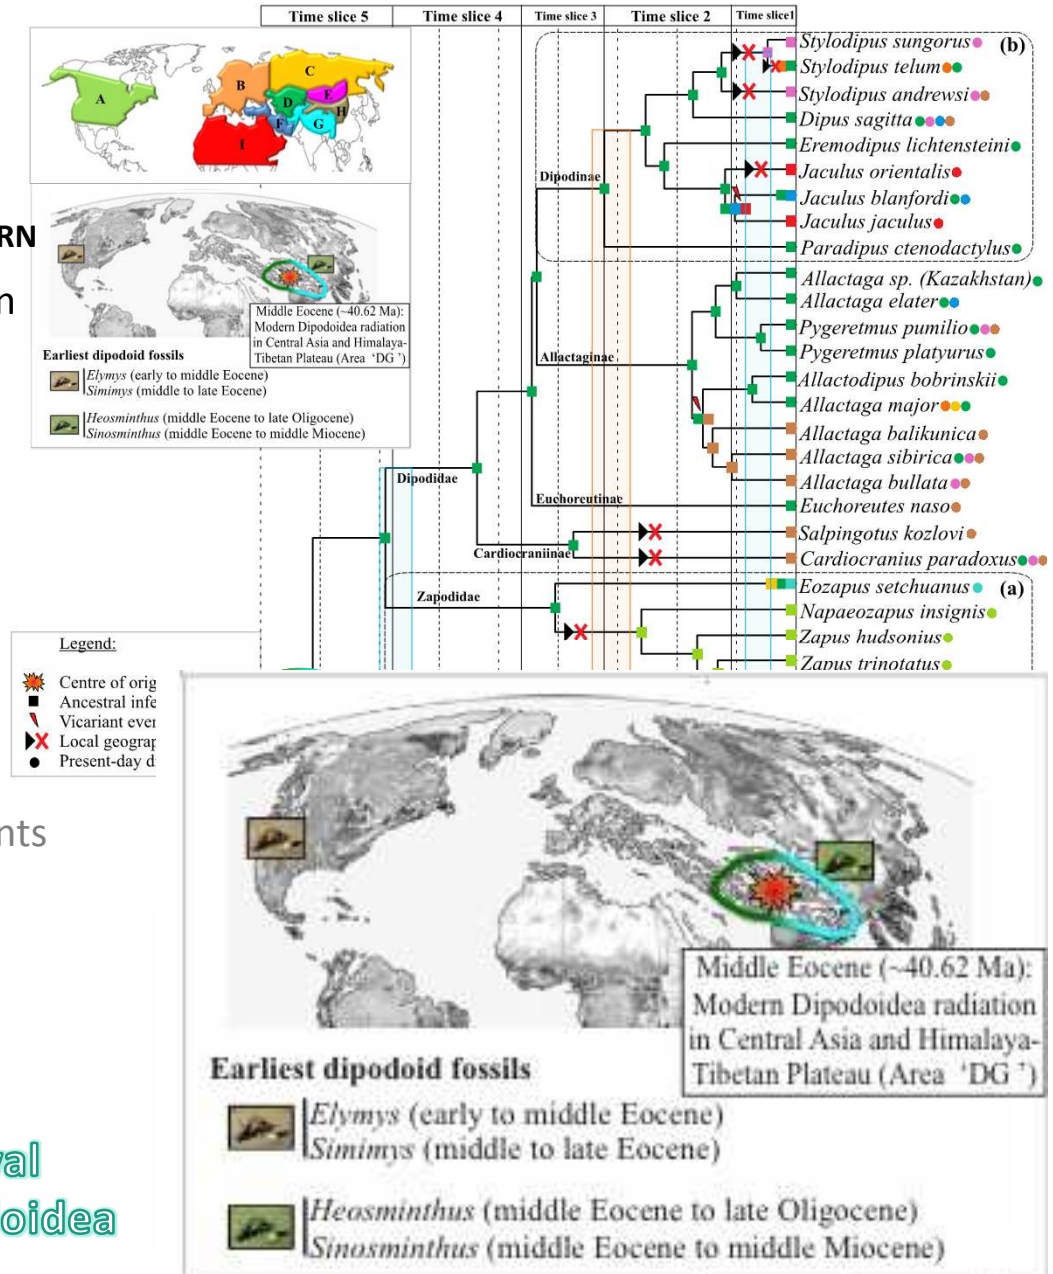 Time slice 5 Time slice 4 Time slice 3 Time slice 2 Time slice1
A B C D E F G H I
RN
n
Middle Eocene (~40.62 Ma):
Modern Dipodoidea radiation
in Central Asia and Himalaya-
Tibetan Plateau (Area ‘DG’)
Earliest dipodoid fossils
Elymys (early to middle Eocene)
Simimys (middle to late Eocene)
Heosminthus (middle Eocene to late Oligocene)
Sinosminthus (middle Eocene to middle Miocene)
(b)
Stylodipus sungorus
Stylodipus telum
Stylodipus andrewsi
Dipus sagitta
Eremodipus lichtensteini
Dipodinae
Jaculus orientalis
Jaculus blanfordi
Jaculus jaculus
Paradipus ctenodactylus
Allactaga sp. (Kazakhstan)
Allactaga elater
Pygeretmus pumilio
Allactaginae
Pygeretmus platyurus
Allactodipus bobrinskii
Allactaga major
Allactaga balikunica
Allactaga sibirica
Dipodidae
Allactaga bullata
Euchoreutinae
Euchoreutes naso
Salpingotus kozlovi
Cardiocraniinae
Cardiocranius paradoxus
Zapodidae
Eozapus setchuanus
(a)
Napaeozapus insignis
Zapus hudsonius
Zapus trinotatus
Legend:
Centre of orig
Ancestral infe
Vicariant ever
Local geograp
Present-day d
nts
Middle Eocene (~40.62 Ma):
Modern Dipodoidea radiation
in Central Asia and Himalaya-
Tibetan Plateau (Area ‘DG’)
Earliest dipodoid fossils
Elymys (early to middle Eocene)
Simimys (middle to late Eocene)
Heosminthus (middle Eocene to late Oligocene)
Sinosminthus (middle Eocene to middle Miocene)
val
oidea